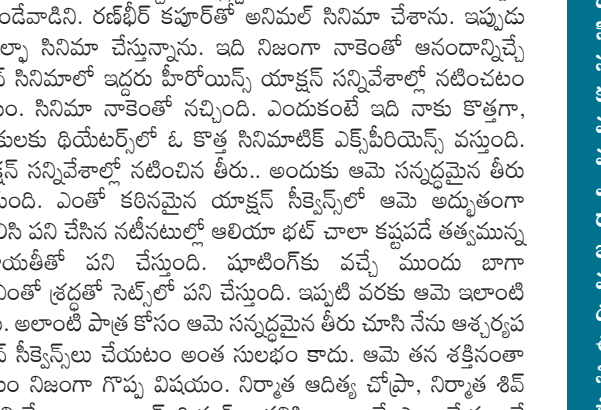 ండేవాడిని. రణ్‌బీర్ కపూర్‌తో అనిమల్ సినిమా చేశాను. ఇప్పుడు
ల్ఫా సినిమా చేస్తున్నాను. ఇది నిజంగా నాకెంతో ఆనందాన్నిచ్చే
న్ సినిమాలో ఇద్దరు హీరోయిన్స్ యాక్షన్ సన్నివేశాల్లో నటించటం
ం. సినిమా నాకెంతో నచ్చింది. ఎందుకంటే ఇది నాకు కొత్తగా,
కులకు థియేటర్స్‌లో ఓ కొత్త సినిమాటిక్ ఎక్స్‌పీరియెన్స్ వస్తుంది.
క్షన్ సన్నివేశాల్లో నటించిన తీరు.. అందుకు ఆమె సన్నద్ధమైన తీరు
ుంది. ఎంతో కఠినమైన యాక్షన్ సీక్వెన్స్‌లో ఆమె అద్భుతంగా
లిసి పని చేసిన నటీనటుల్లో ఆలియా భట్ చాలా కష్టపడే తత్వమున్న
ాయతీతో పని చేస్తుంది. షూటింగ్‌కు వచ్చే ముందు బాగా
ఎంతో శ్రద్ధతో సెట్స్‌లో పని చేస్తుంది. ఇప్పటి వరకు ఆమె ఇలాంటి
. అలాంటి పాత్ర కోసం ఆమె సన్నద్ధమైన తీరు చూసి నేను ఆశ్చర్యప
న్ సీక్వెన్స్‌లు చేయటం అంత సులభం కాదు. ఆమె తన శక్తినంతా
ం నిజంగా గొప్ప విషయం. నిర్మాత ఆదిత్య చోప్రా, నిర్మాత శివ్